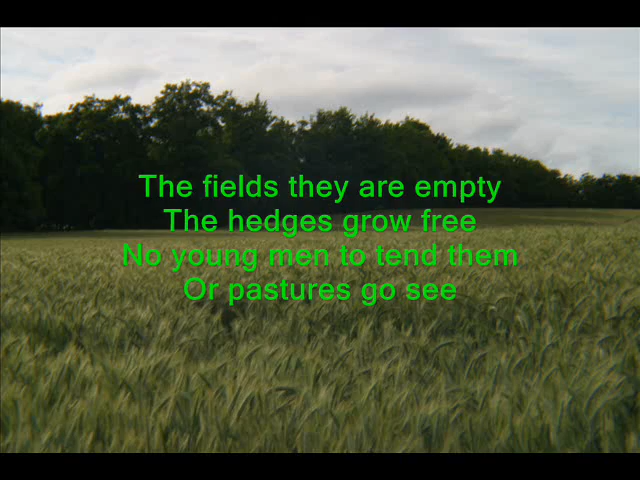 The fields they are empty
The hedges grow free
No young men to tend them
Or pastures go see